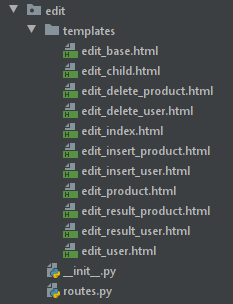 edit
templates
edit_base.html
edit_child.html
edit_delete_product.html
edit_delete_user.html
edit_index.html
edit_insert_product.html
edit_insert_user.html
edit_product.html
edit_result_product.html
edit_result_user.html
edit_user.html
__init__.py
routes.py